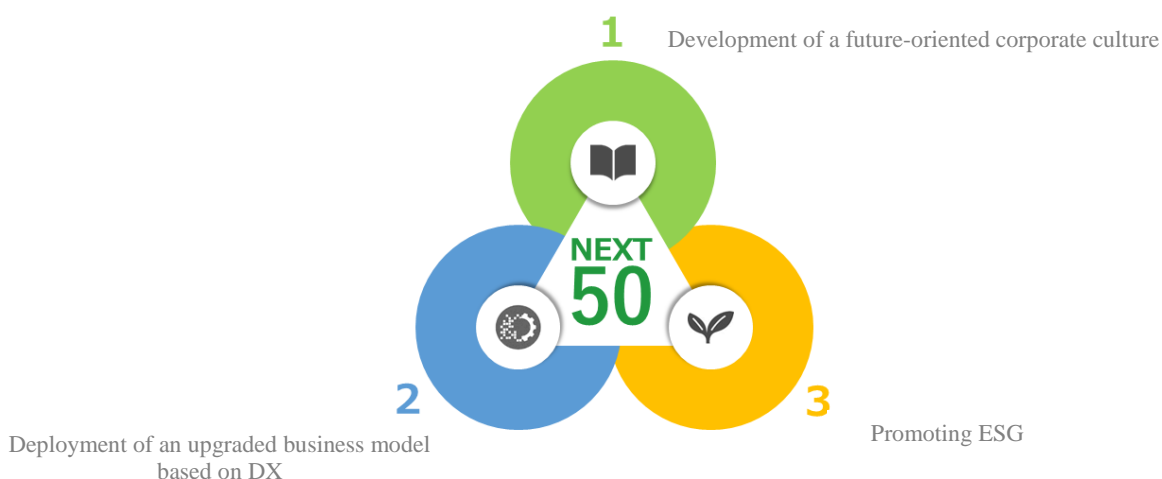 1
Development of a future-oriented corporate culture
NEXT
50
2
Deployment of an upgraded business model
based on DX
3
Promoting ESG